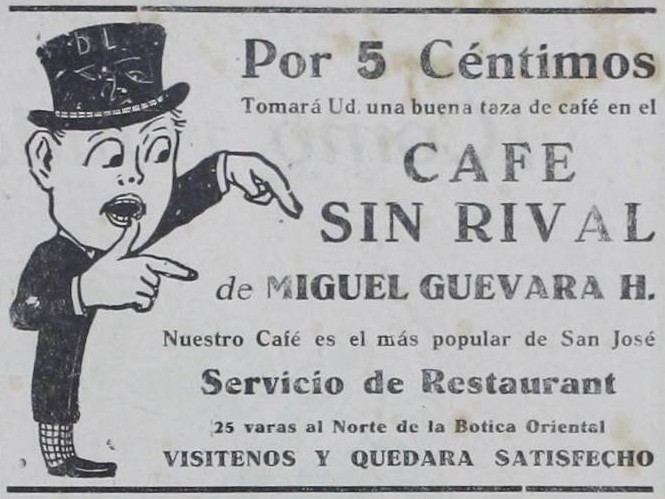 DL
Por 5 Céntimos
Tomará Ud. una buena taza de café en el
CAFE
SIN RIVAL
de MIGUEL GUEVARA H.
Nuestro Café es el más popular de San José
Servicio de Restaurant
25 varas al Norte de la Botica Oriental
VISITENOS Y QUEDARA SATISFECHO